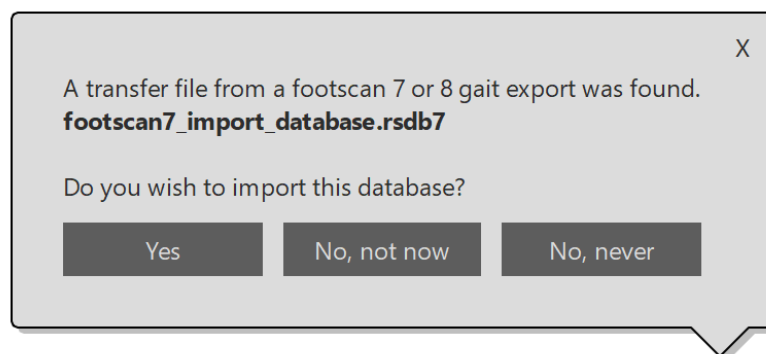 X
A transfer file from a footscan 7 or 8 gait export was found.
footscan7_import_database.rsdb7
Do you wish to import this database?
Yes
No, not now
No, never